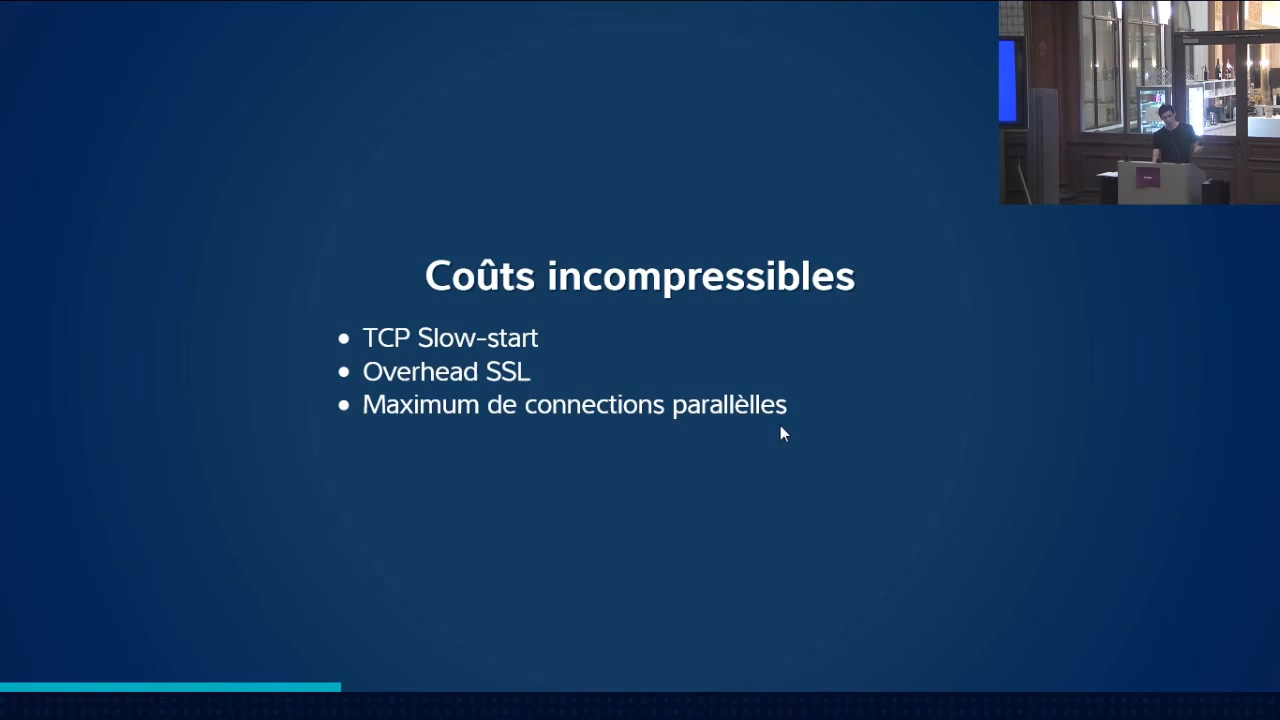 Coûts incompressibles
TCP Slow-start
Overhead SSL
Maximum de connections parallèlles